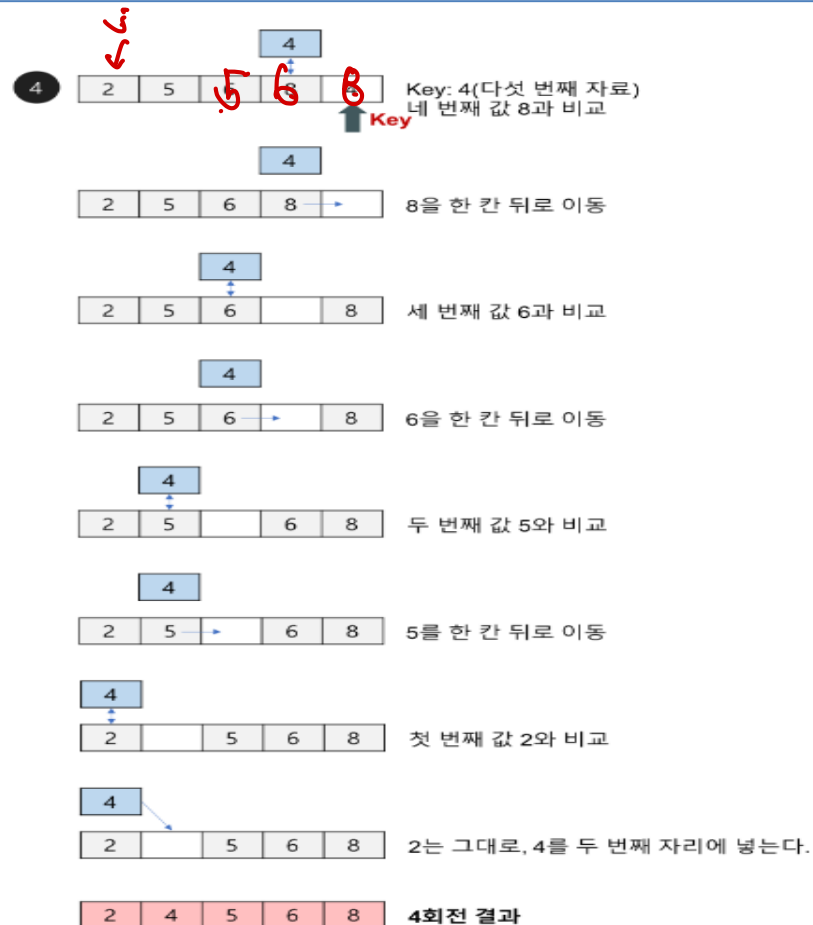 4
4
2 5 5 6 8
Key: 4(다섯 번째 자료)
네 번째 값 8과 비교
Key
4
2 5 6 8
8을 한 칸 뒤로 이동
4
2 5 6 8
세 번째 값 6과 비교
4
2 5 6 8
6을 한 칸 뒤로 이동
4
2 5 6 8
두 번째 값 5와 비교
4
2 5 6 8
5를 한 칸 뒤로 이동
4
2 5 6 8
첫 번째 값 2와 비교
4
2 5 6 8
2는 그대로, 4를 두 번째 자리에 넣는다.
2 4 5 6 8
4회전 결과